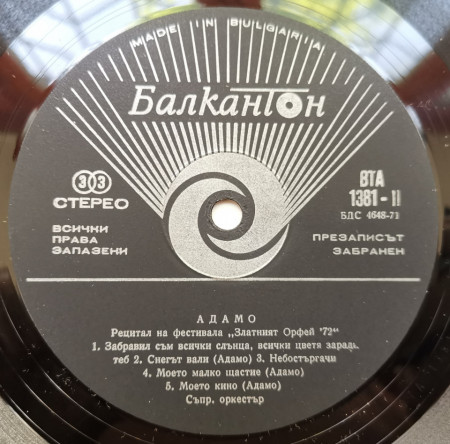 MADE IN BULGARIA
Балкантон
33
СТЕРЕО
ВТА
1381 - II
БДС 4648-71
ВСИЧКИ
ПРАВА
ЗАПАЗЕНИ
ПРЕЗАПИСЪТ
ЗАБРАНЕН
АДАМО
Рецитал на фестивала „Златният Орфей '72“
1. Забравил съм всички слънца, всички цветя заради
теб 2. Снегът вали (Адамо) 3. Небостъргачи
4. Моето малко щастие (Адамо)
5. Моето кино (Адамо)
Съпр. оркестър